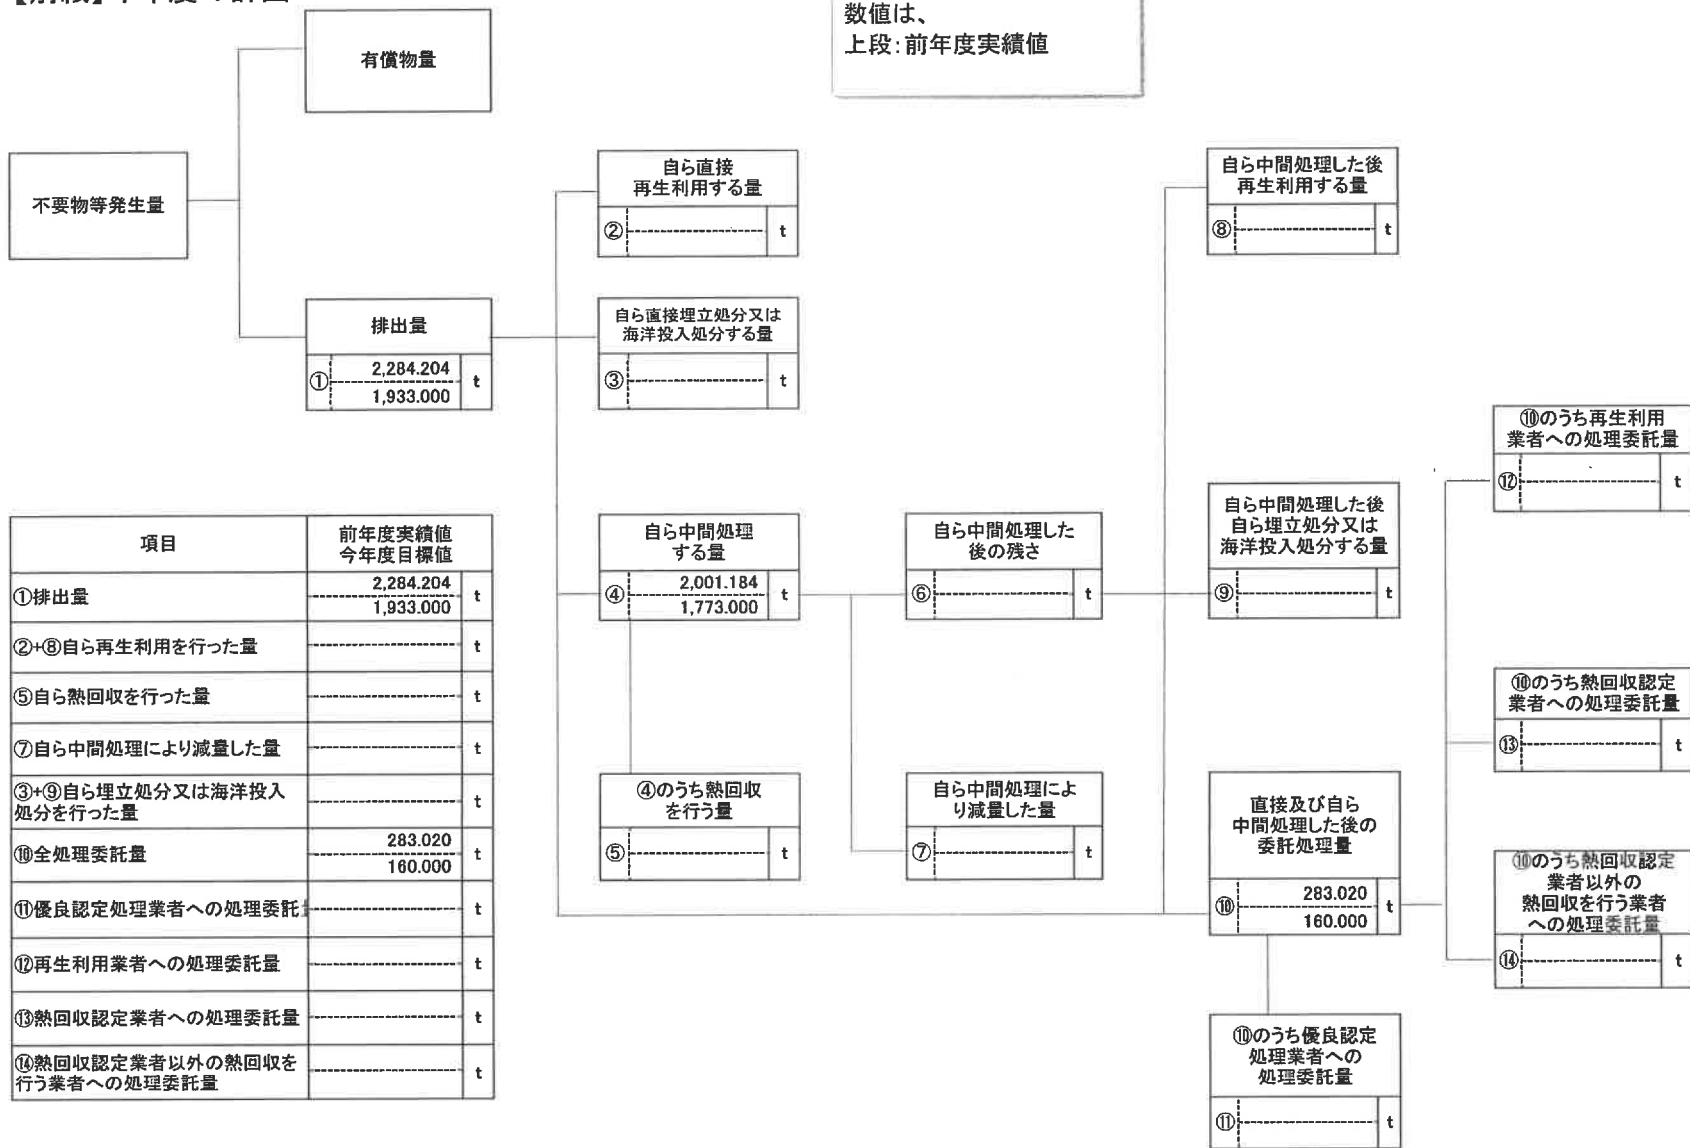 数値は、
上段:前年度実績値
有償物量
不要物等発生量
排出量
① 2,284.204 t
1,933.000
自ら直接
再生利用する量
② t
自ら直接埋立処分又は
海洋投入処分する量
③ t
自ら中間処理
する量
④ 2,001.184 t
1,773.000
④のうち熱回収
を行う量
⑤ t
自ら中間処理した
後の残さ
⑥ t
自ら中間処理によ
り減量した量
⑦ t
自ら中間処理した後
再生利用する量
⑧ t
自ら中間処理した後
自ら埋立処分又は
海洋投入処分する量
⑨ t
直接及び自ら
中間処理した後の
委託処理量
⑩ 283.020 t
160.000
⑩のうち優良認定
処理業者への
処理委託量
⑪ t
⑩のうち再生利用
業者への処理委託量
⑫ t
⑩のうち熱回収認定
業者への処理委託量
⑬ t
⑩のうち熱回収認定
業者以外の
熱回収を行う業者
への処理委託量
⑭ t
項目 前年度実績値
今年度目標値
①排出量 2,284.204 t
1,933.000
②+⑧自ら再生利用を行った量 t
⑤自ら熱回収を行った量 t
⑦自ら中間処理により減量した量 t
③+⑨自ら埋立処分又は海洋投入
処分を行った量 t
⑩全処理委託量 283.020 t
160.000
⑪優良認定処理業者への処理委託 t
⑫再生利用業者への処理委託量 t
⑬熱回収認定業者への処理委託量 t
⑭熱回収認定業者以外の熱回収を
行う業者への処理委託量 t